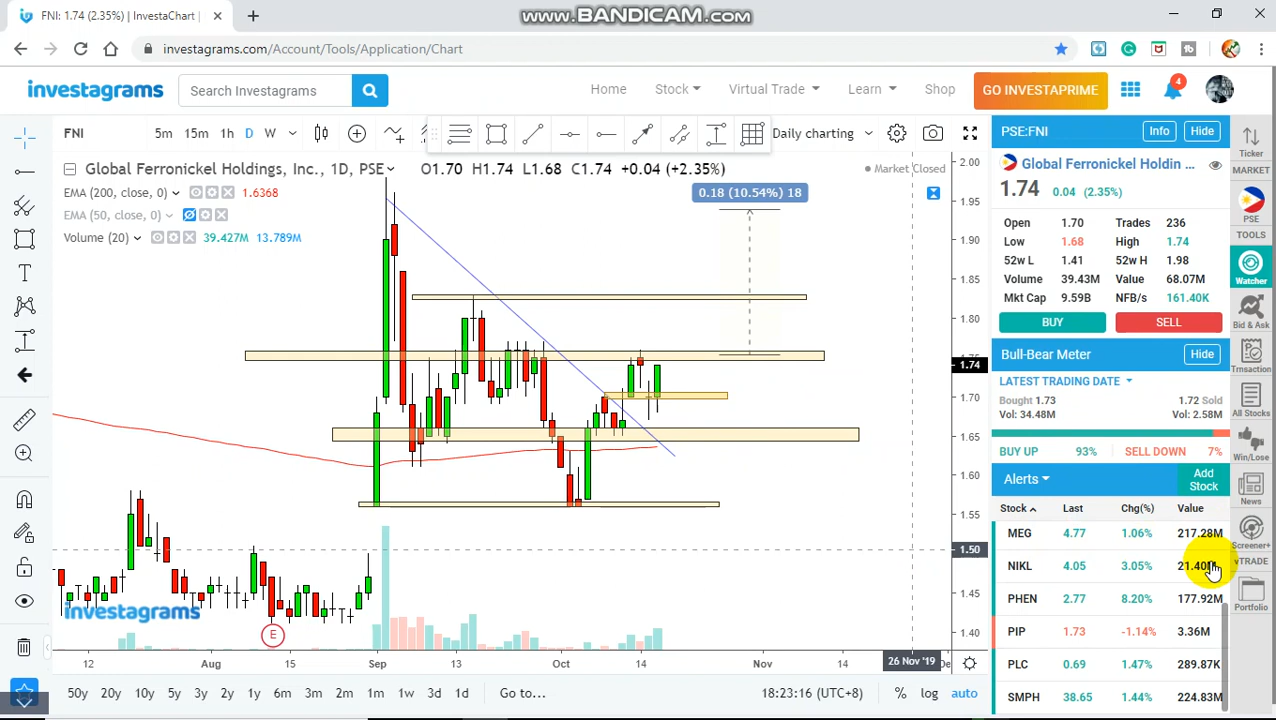 FNI: 1.74 (2.35%) | InvestaChart |
www.BANDICAM.com
investagrams.com/Account/Tools/Application/Chart
investagrams
Search Investagrams
Home
Stock
Virtual Trade
Learn
Shop
GO INVESTAPRIME
4
FNI
5m 15m 1h D W
Daily charting
Global Ferronickel Holdings, Inc., 1D, PSE
O1.70 H1.74 L1.68 C1.74 +0.04 (+2.35%)
Market Closed
EMA (200, close, 0) 1.6368
EMA (50, close, 0)
Volume (20) 39.427M 13.789M
0.18 (10.54%) 18
2.00
1.95
1.90
1.85
1.80
1.74
1.70
1.65
1.60
1.55
1.50
1.45
1.40
investagrams
E
12 Aug 15 Sep 13 Oct 14 Nov 14
26 Nov '19
50y 20y 10y 5y 3y 2y 1y 6m 3m 2m 1m 1w 3d 1d Go to...
18:23:16 (UTC+8) % log auto
PSE:FNI Info Hide
Global Ferronickel Holdin ...
1.74 0.04 (2.35%)
Open 1.70 Trades 236
Low 1.68 High 1.74
52w L 1.41 52w H 1.98
Volume 39.43M Value 68.07M
Mkt Cap 9.59B NFB/s 161.40K
BUY SELL
Bull-Bear Meter Hide
LATEST TRADING DATE
Bought 1.73 1.72 Sold
Vol: 34.48M Vol: 2.58M
BUY UP 93% SELL DOWN 7%
Alerts Add Stock
Stock Last Chg(%) Value
MEG 4.77 1.06% 217.28M
NIKL 4.05 3.05% 21.40M
PHEN 2.77 8.20% 177.92M
PIP 1.73 -1.14% 3.36M
PLC 0.69 1.47% 289.87K
SMPH 38.65 1.44% 224.83M
Ticker
MARKET
PSE
TOOLS
Watcher
Bid & Ask
Trnsaction
All Stocks
Win/Lose
News
Screener+
vTRADE
Portfolio